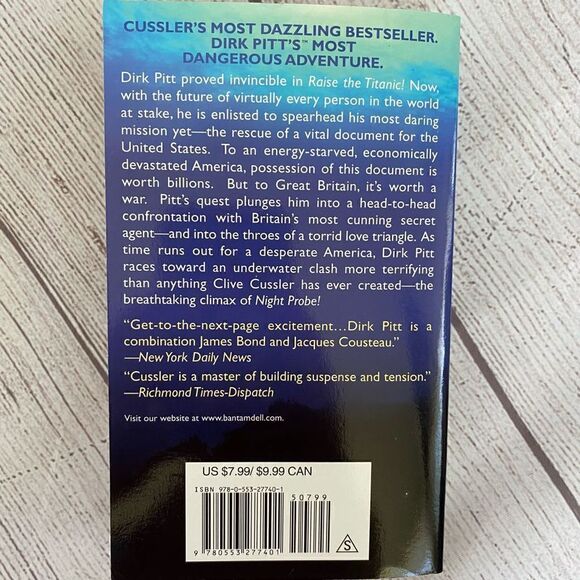 CUSSLER'S MOST DAZZLING BESTSELLER.
DIRK PITT'S™ MOST
DANGEROUS ADVENTURE.
Dirk Pitt proved invincible in Raise the Titanic! Now,
with the future of virtually every person in the world
at stake, he is enlisted to spearhead his most daring
mission yet—the rescue of a vital document for the
United States. To an energy-starved, economically
devastated America, possession of this document is
worth billions. But to Great Britain, it's worth a
war. Pitt's quest plunges him into a head-to-head
confrontation with Britain's most cunning secret
agent—and into the throes of a torrid love triangle. As
time runs out for a desperate America, Dirk Pitt
races toward an underwater clash more terrifying
than anything Clive Cussler has ever created—the
breathtaking climax of Night Probe!
"Get-to-the-next-page excitement…Dirk Pitt is a
combination James Bond and Jacques Cousteau."
—New York Daily News
"Cussler is a master of building suspense and tension."
—Richmond Times-Dispatch
Visit our website at www.bantamdell.com.
US $7.99/ $9.99 CAN
ISBN 978-0-553-27740-1
50799
9 780553 277401
S